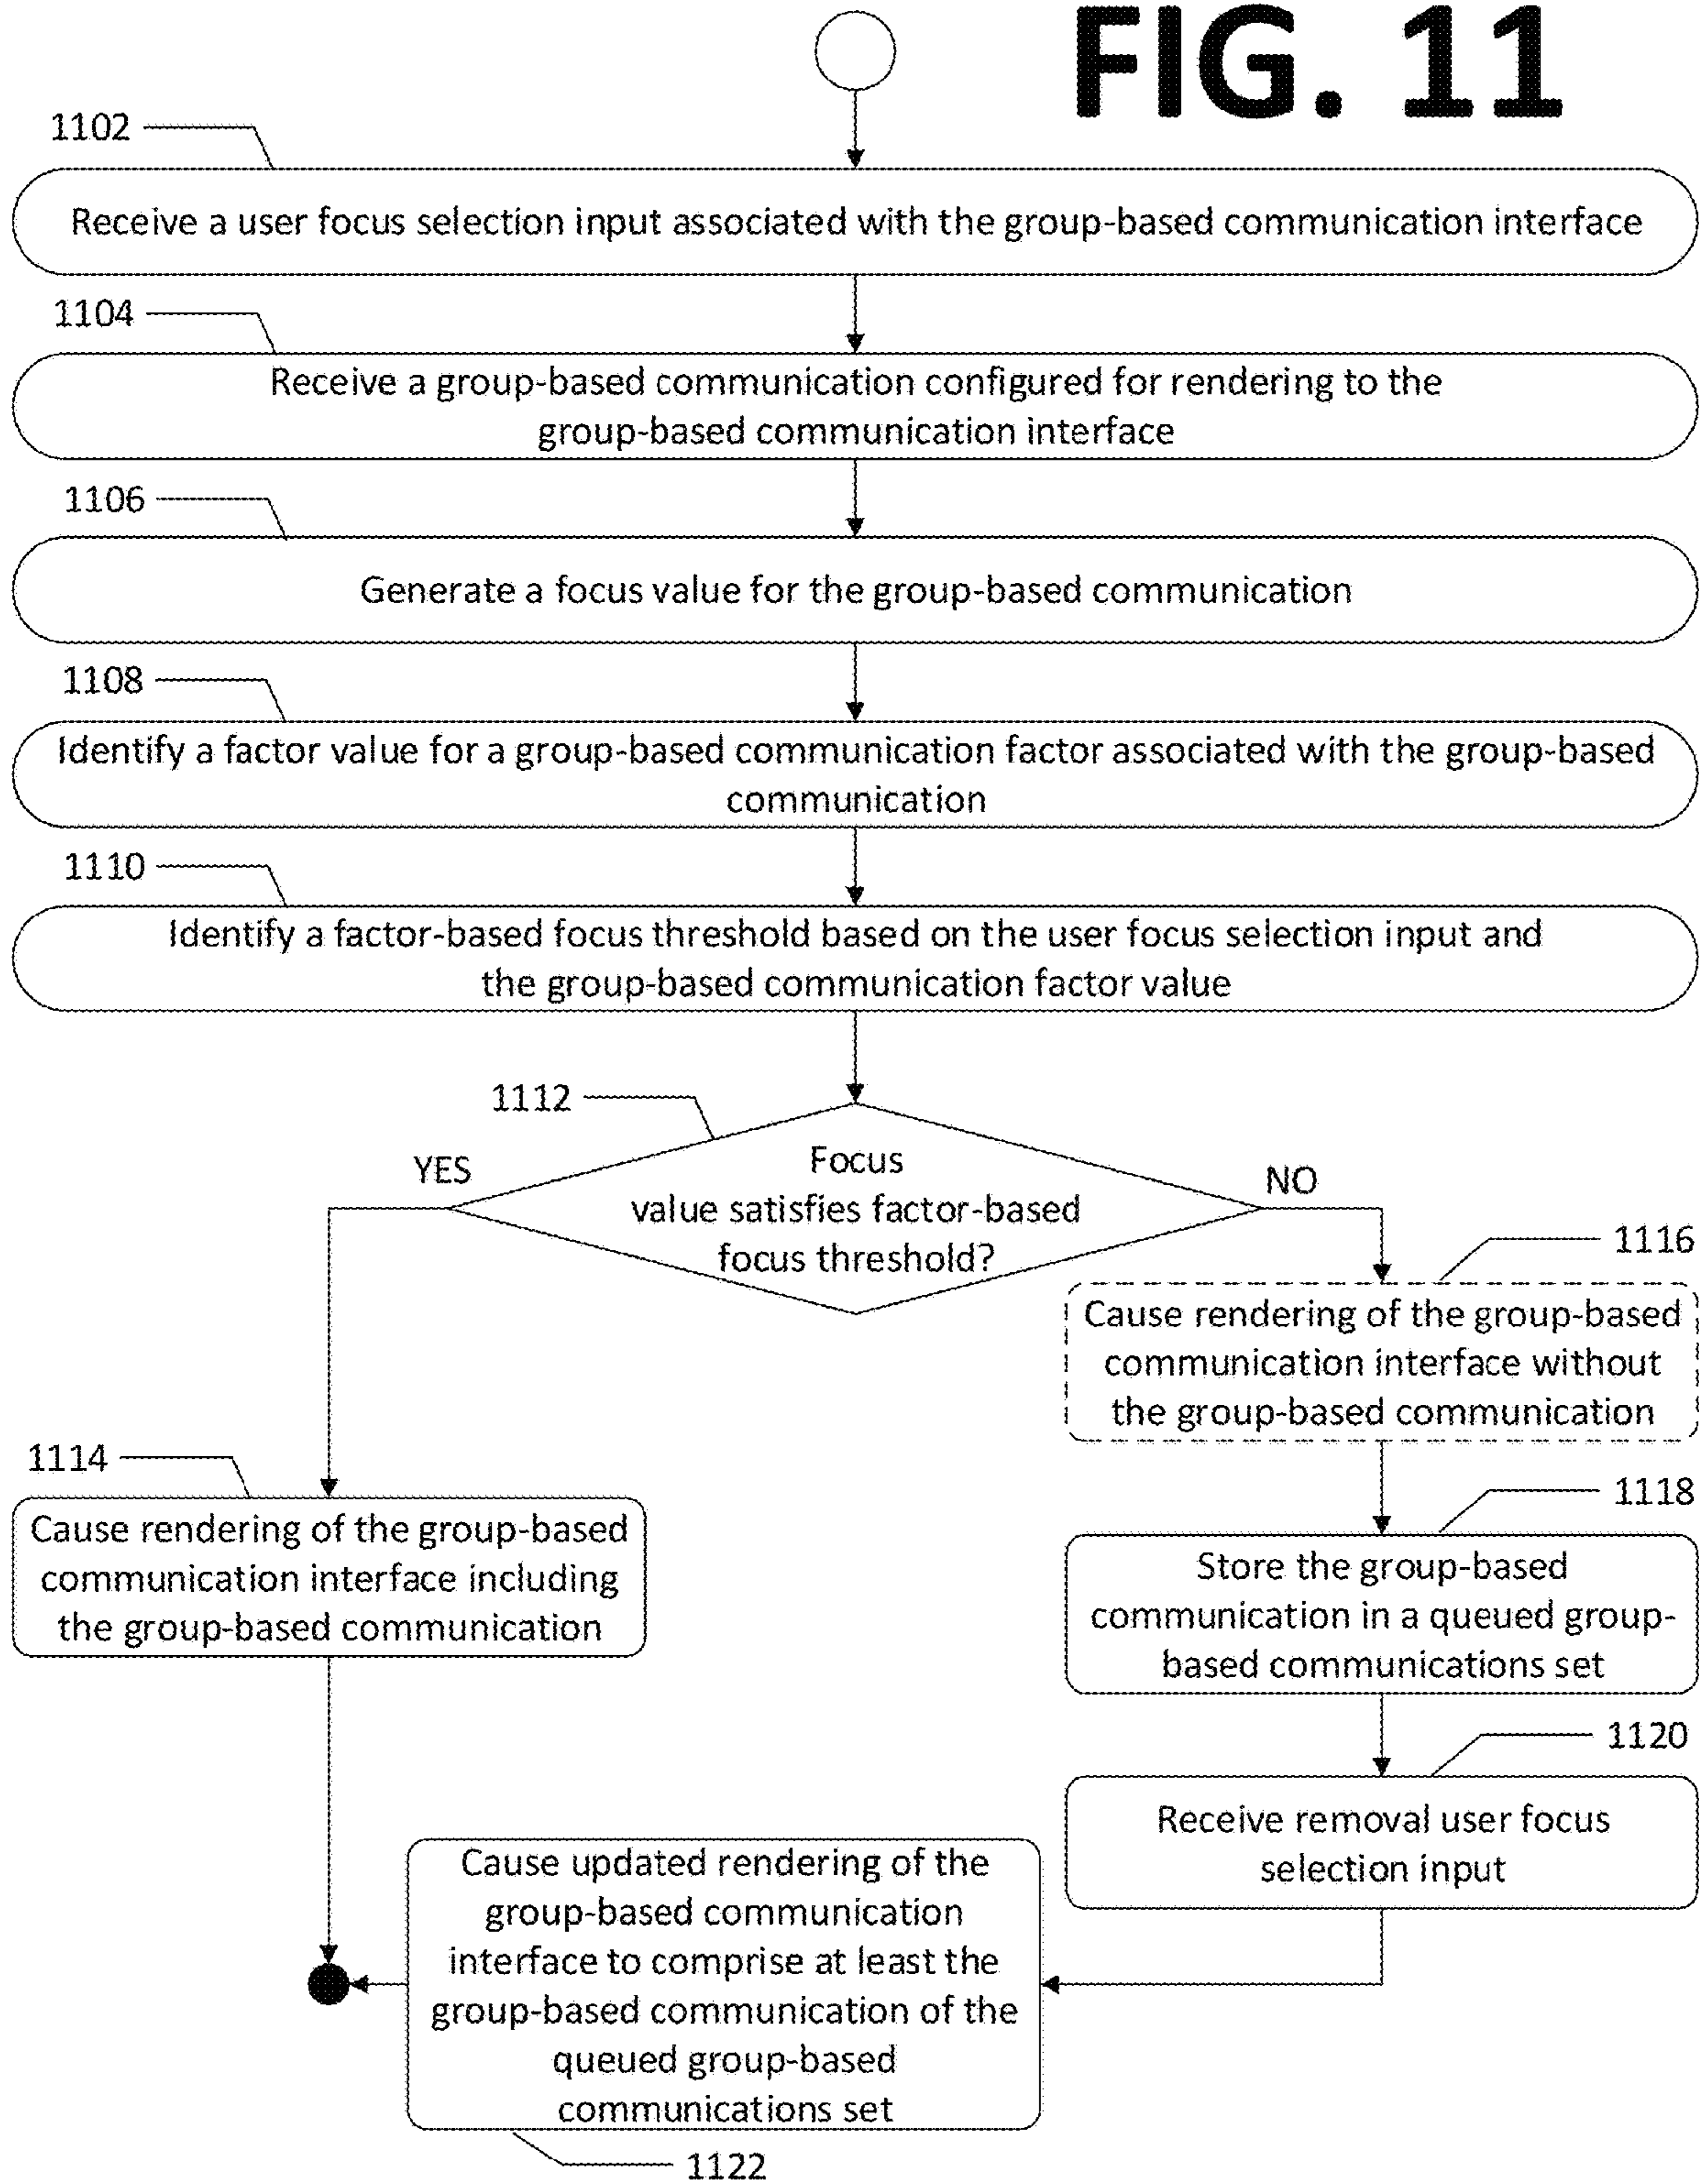 FIG. 11
1102
Receive a user focus selection input associated with the group-based communication interface
1104
Receive a group-based communication configured for rendering to the
group-based communication interface
1106
Generate a focus value for the group-based communication
1108
Identify a factor value for a group-based communication factor associated with the group-based
communication
1110
Identify a factor-based focus threshold based on the user focus selection input and
the group-based communication factor value
1112
YES
Focus
value satisfies factor-based
focus threshold?
NO
1116
Cause rendering of the group-based
communication interface without
the group-based communication
1114
Cause rendering of the group-based
communication interface including
the group-based communication
1118
Store the group-based
communication in a queued group-
based communications set
1120
Receive removal user focus
selection input
Cause updated rendering of the
group-based communication
interface to comprise at least the
group-based communication of the
queued group-based
communications set
1122